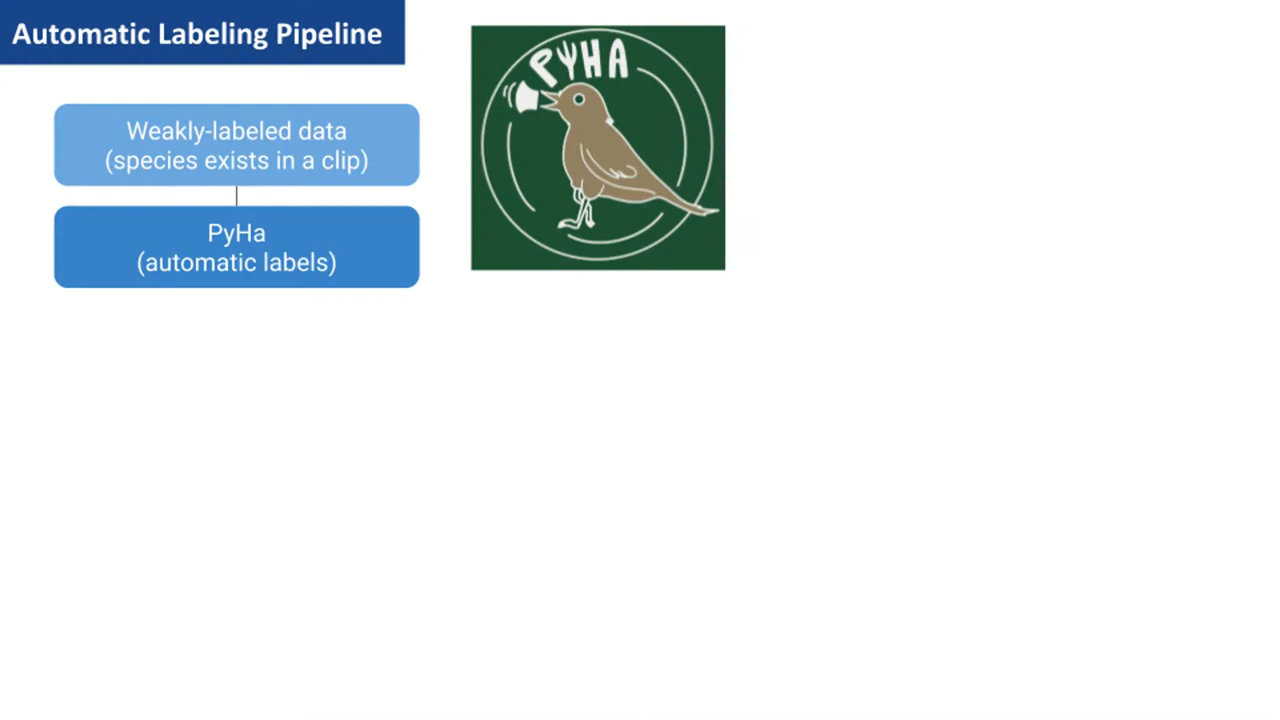 Automatic Labeling Pipeline
Weakly-labeled data
(species exists in a clip)
PyHa
(automatic labels)
PYHA